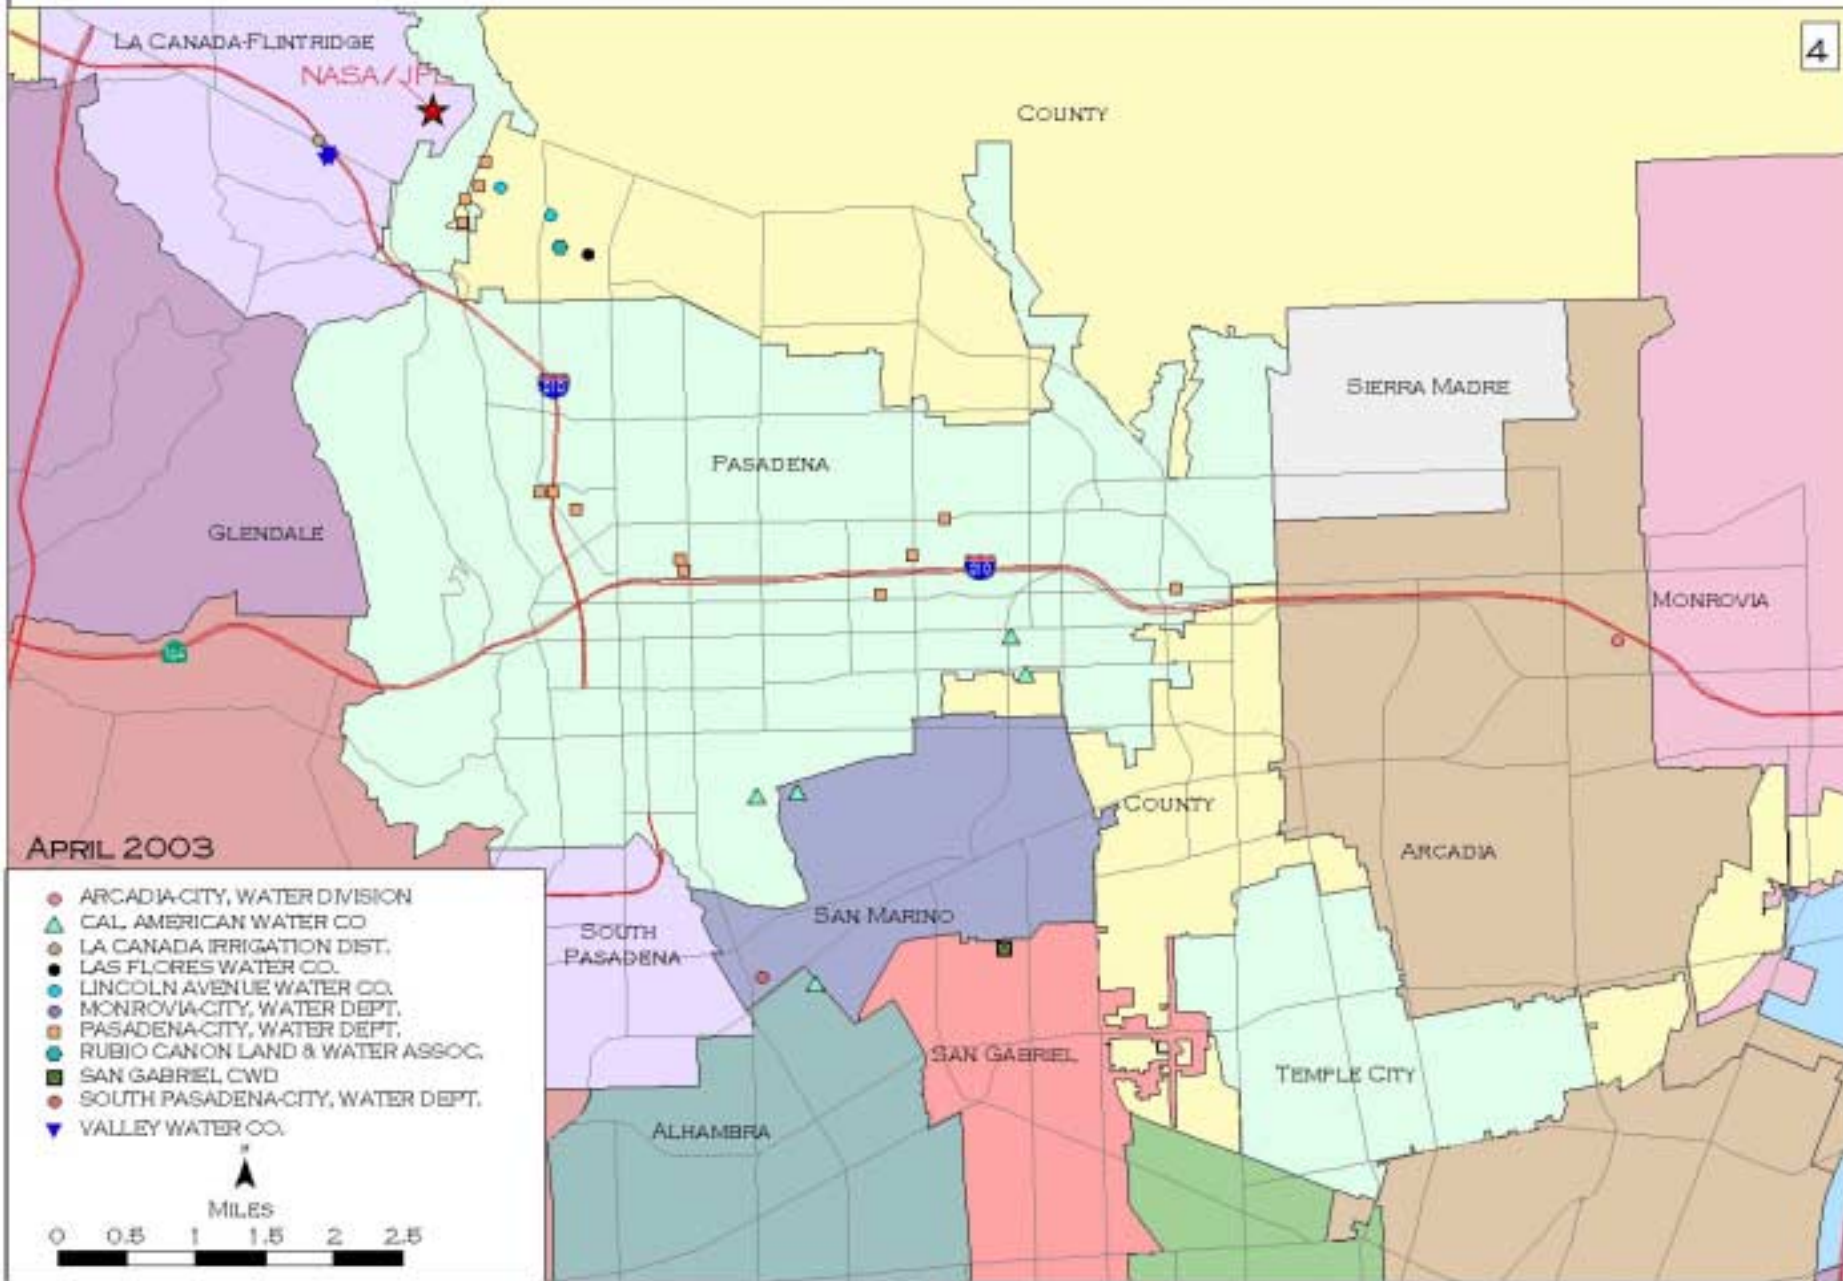 LA CANADA-FLINTRIDGE
4
NASA/JPL
COUNTY
SIERRA MADRE
210
PASADENA
GLENDALE
210
MONROVIA
134
COUNTY
APRIL 2003
ARCADIA
ARCADIA-CITY, WATER DIVISION
CAL. AMERICAN WATER CO
LA CANADA IRRIGATION DIST.
LAS FLORES WATER CO.
LINCOLN AVENUE WATER CO.
MONROVIA-CITY, WATER DEPT.
PASADENA-CITY, WATER DEPT.
RUBIO CANON LAND & WATER ASSOC.
SAN GABRIEL CWD
SOUTH PASADENA-CITY, WATER DEPT.
VALLEY WATER CO.
SAN MARINO
SOUTH
PASADENA
SAN GABRIEL
TEMPLE CITY
ALHAMBRA
N
MILES
0 0.5 1 1.5 2 2.5